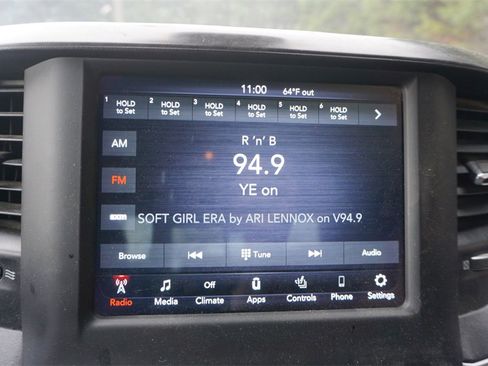 11:00 64°F out
1 HOLD to Set 2 HOLD to Set 3 HOLD to Set 4 HOLD to Set 5 HOLD to Set 6 HOLD to Set
AM
R 'n' B
94.9
FM
YE on
SOFT GIRL ERA by ARI LENNOX on V94.9
Browse Tune Audio
Off
Radio Media Climate Apps Controls Phone Settings